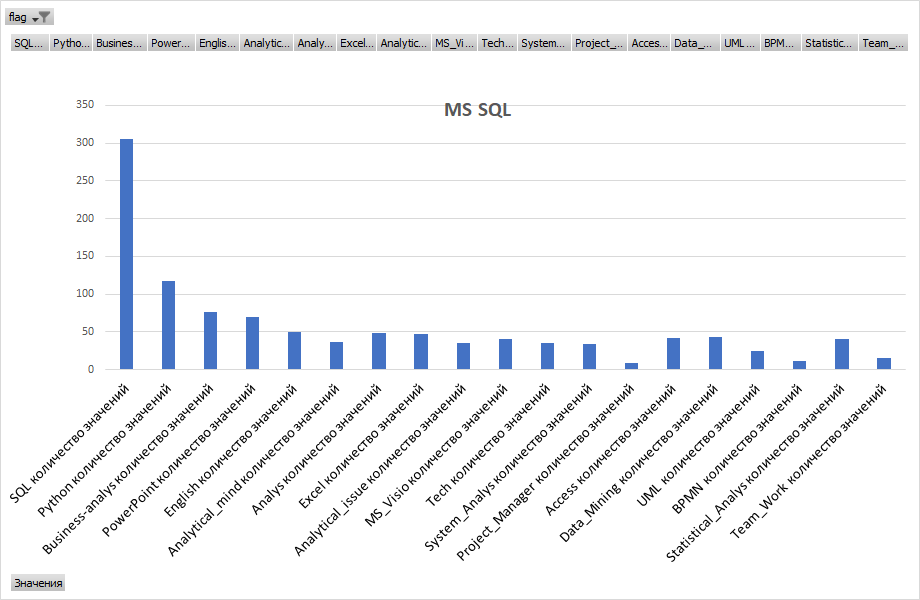 flag
SQL... Pytho... Busines... Power... Englis... Analytic... Analy... Excel... Analytic... MS_Vi... Tech... System... Project_... Acces... Data_... UML... BPM... Statistic... Team_...
MS SQL
350
300
250
200
150
100
50
0
SQL количество значений
Python количество значений
Business-analys количество значений
PowerPoint количество значений
English количество значений
Analytical_mind количество значений
Analys количество значений
Excel количество значений
Analytical_issue количество значений
MS_Visio количество значений
Tech количество значений
System_Analys количество значений
Project_Manager количество значений
Access количество значений
Data_Mining количество значений
UML количество значений
BPMN количество значений
Statistical_Analys количество значений
Team_Work количество значений
Значения